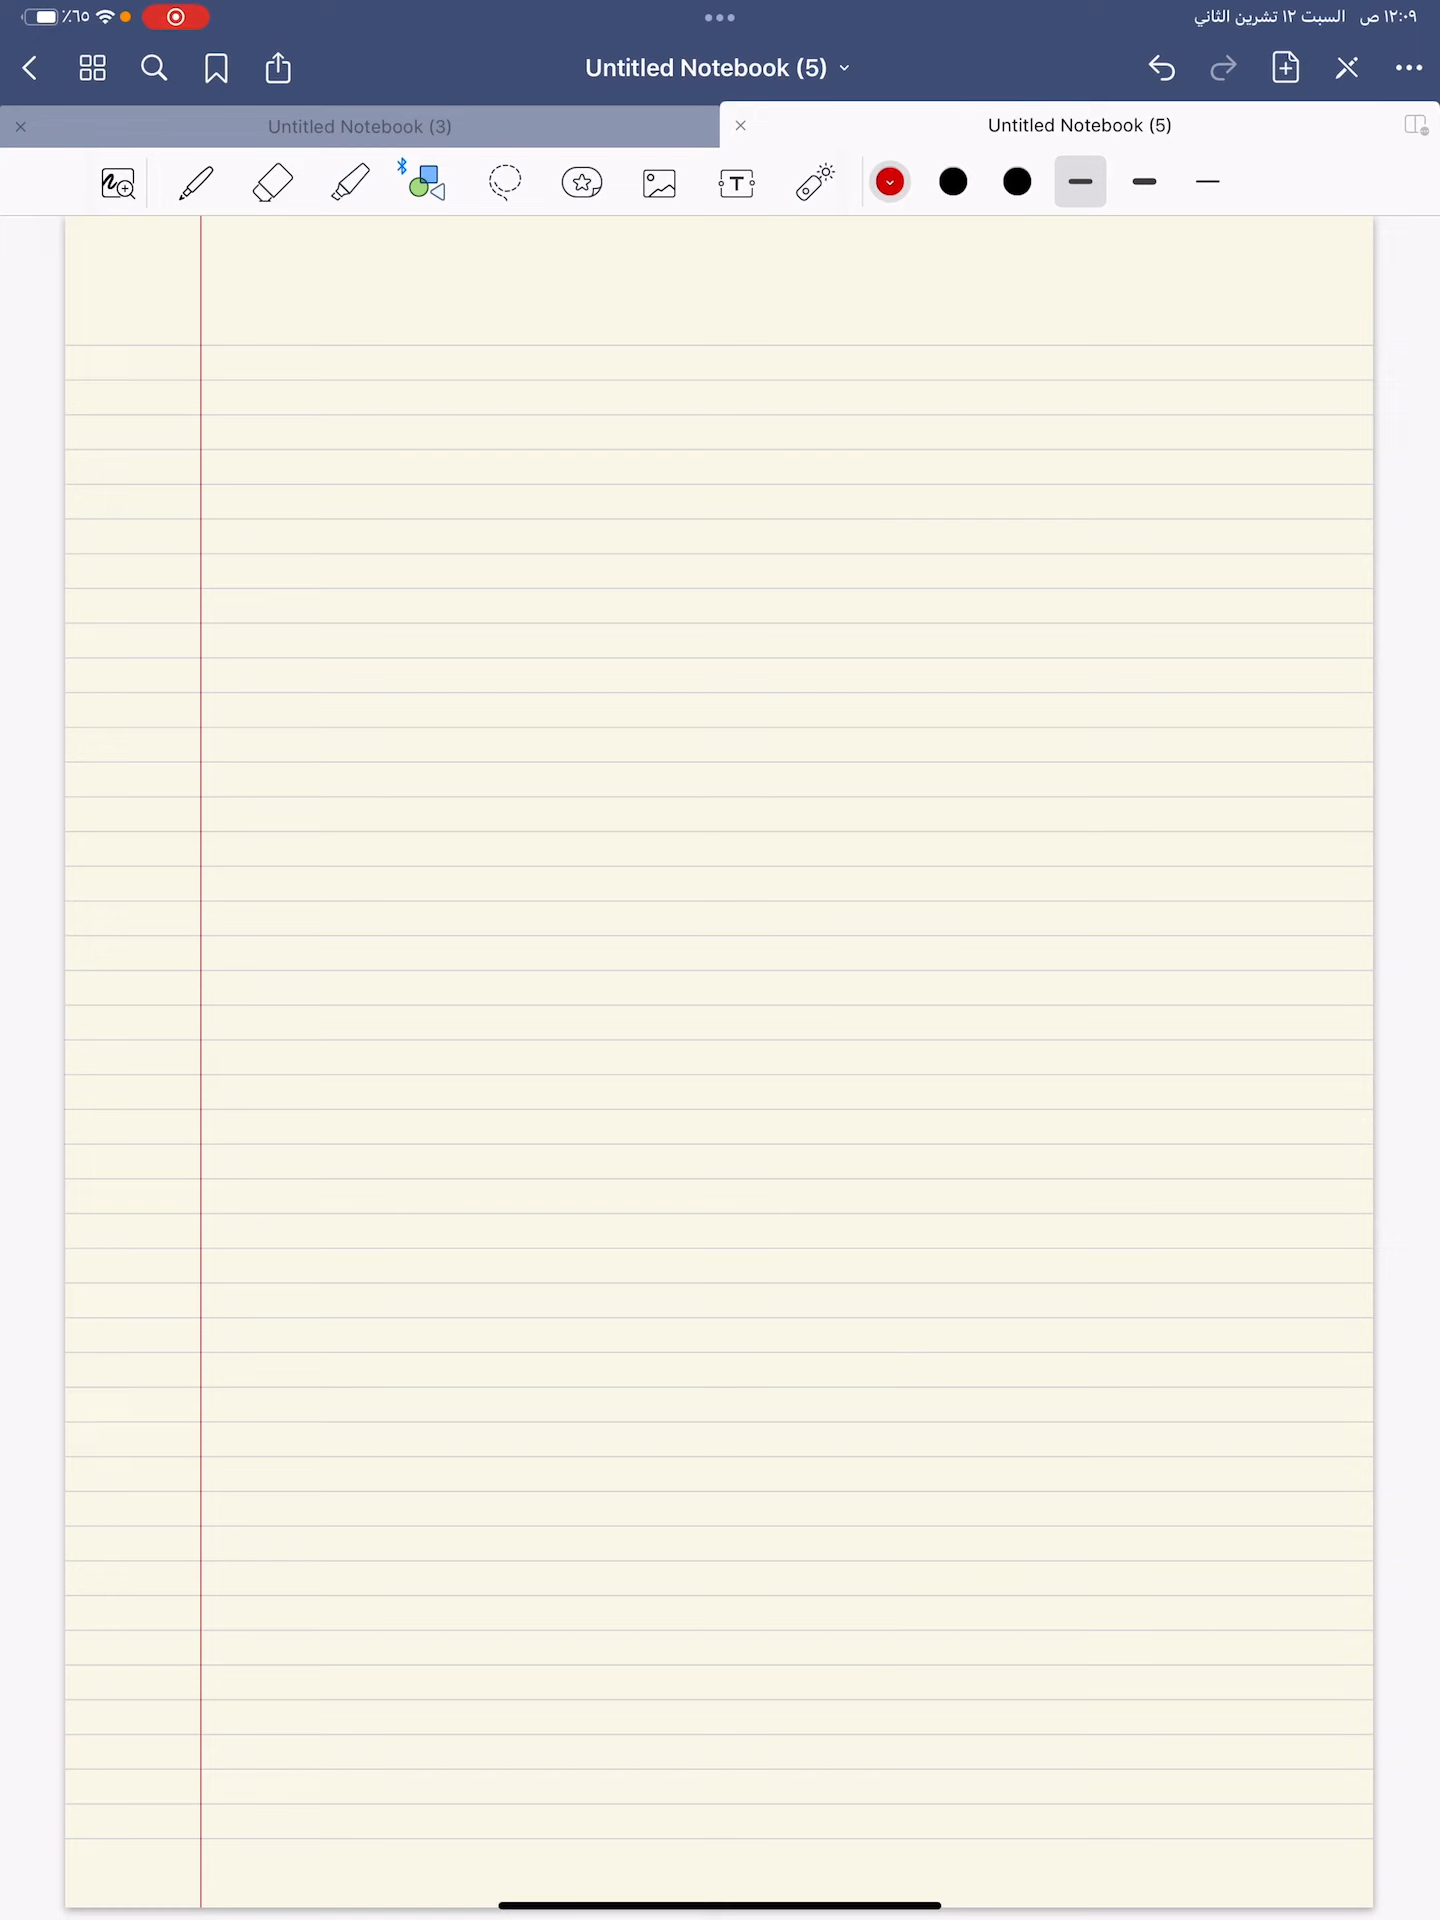 ١٢:٠٩ ص السبت ١٢ تشرين الثاني ٪٦٥
Untitled Notebook (5)
Untitled Notebook (3) Untitled Notebook (5)
T